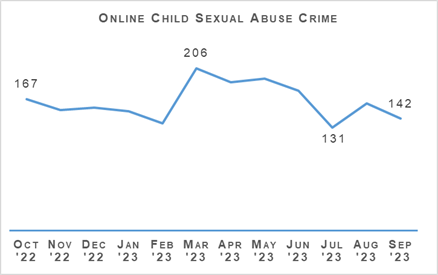 Online Child Sexual Abuse Crime
206
167
142
131
Oct Nov Dec Jan Feb Mar Apr May Jun Jul Aug Sep
'22 '22 '22 '23 '23 '23 '23 '23 '23 '23 '23 '23